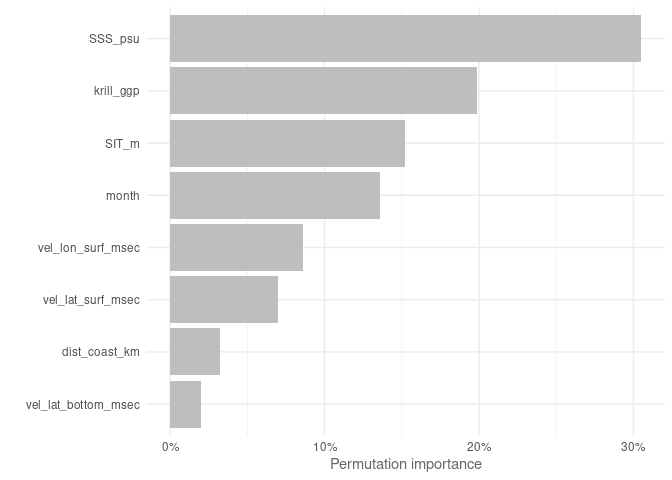 SSS_psu
krill_ggp
SIT_m
month
vel_lon_surf_msec
vel_lat_surf_msec
dist_coast_km
vel_lat_bottom_msec
0% 10% 20% 30%
Permutation importance